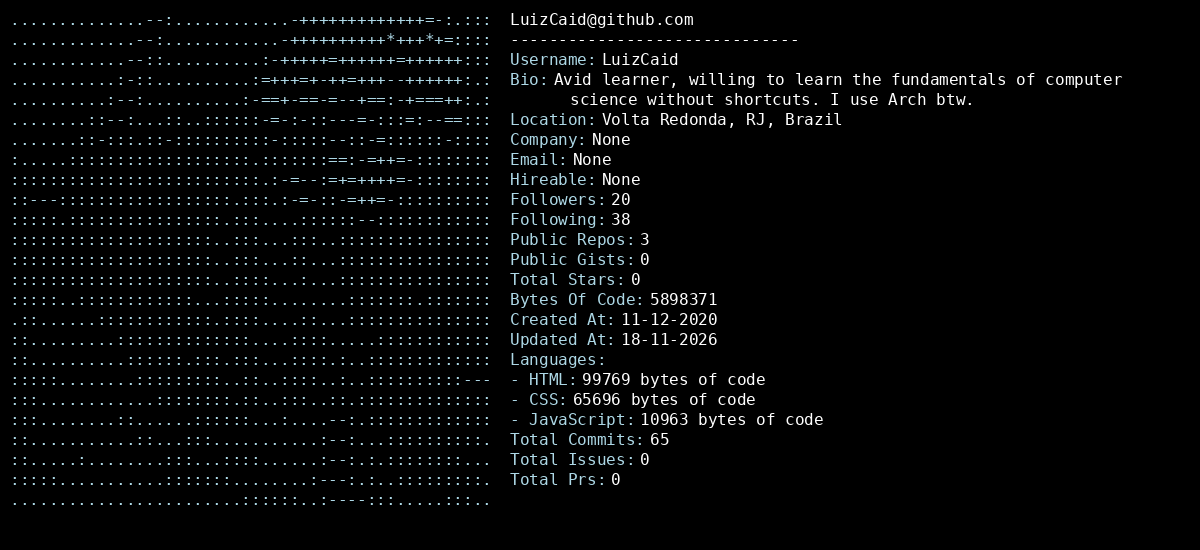 LuizCaid@github.com
------------------------------
Username: LuizCaid
Bio: Avid learner, willing to learn the fundamentals of computer
science without shortcuts. I use Arch btw.
Location: Volta Redonda, RJ, Brazil
Company: None
Email: None
Hireable: None
Followers: 20
Following: 38
Public Repos: 3
Public Gists: 0
Total Stars: 0
Bytes Of Code: 5898371
Created At: 11-12-2020
Updated At: 18-11-2026
Languages:
- HTML: 99769 bytes of code
- CSS: 65696 bytes of code
- JavaScript: 10963 bytes of code
Total Commits: 65
Total Issues: 0
Total Prs: 0